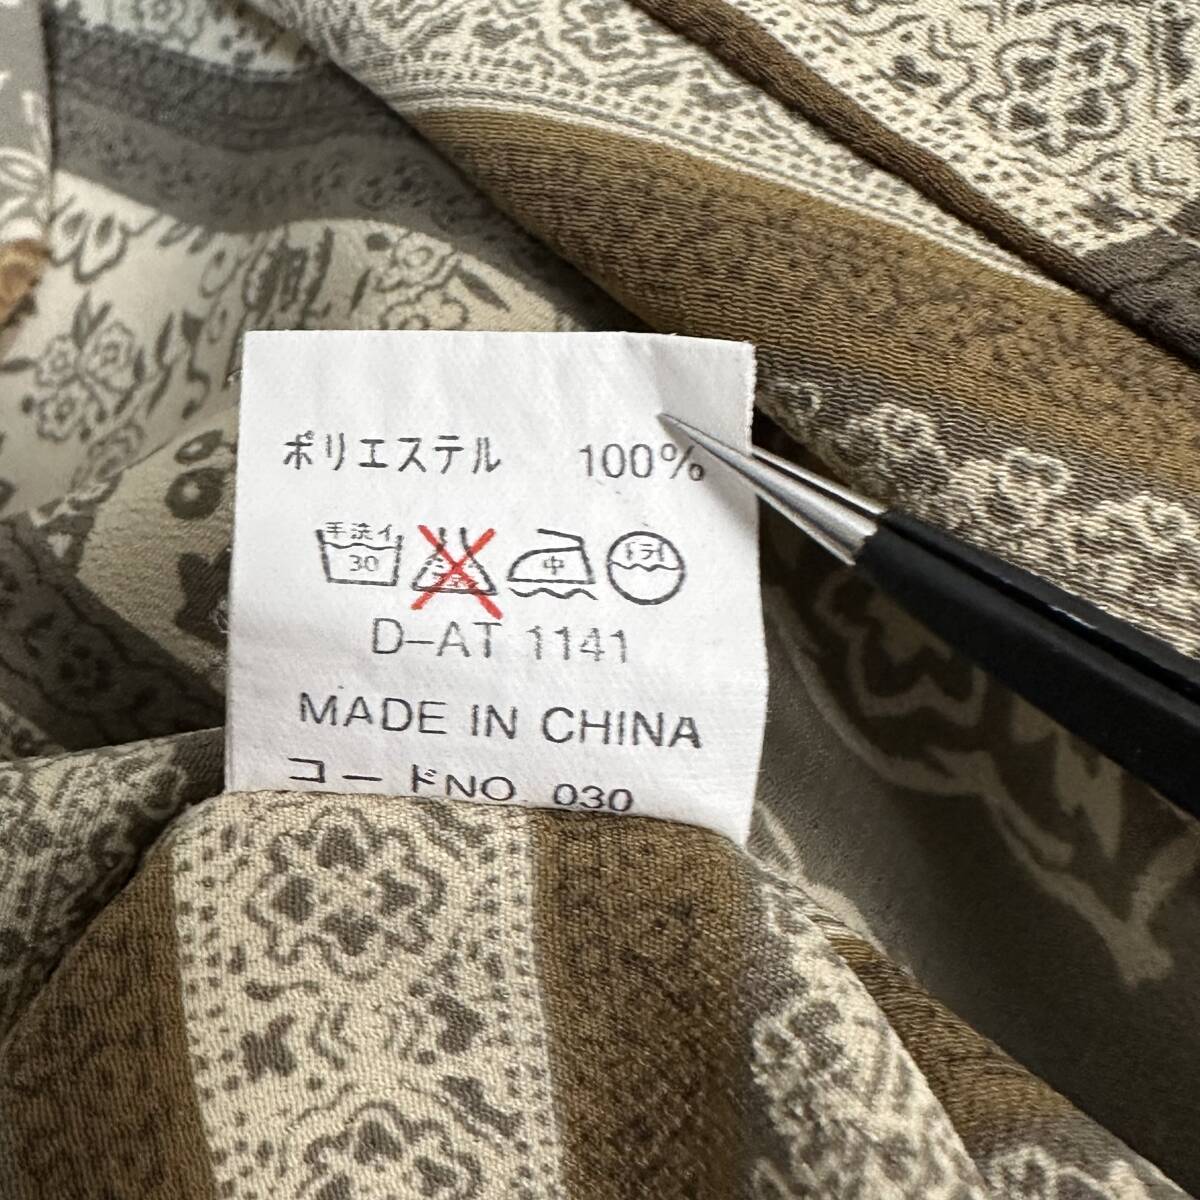 ポリエステル 100%
手洗イ 30 中 ドライ
D-AT 1141
MADE IN CHINA
コードNO. 030